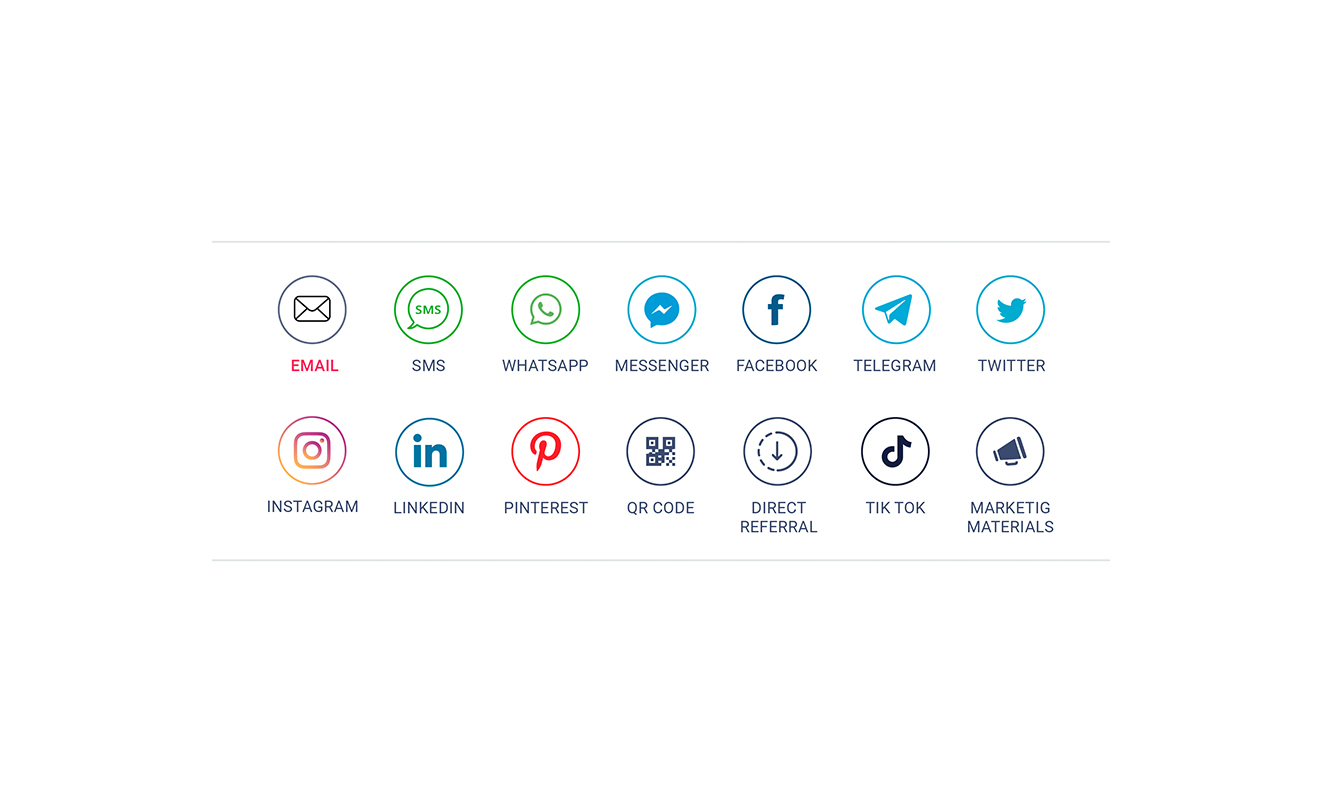 SMS
EMAIL
SMS
WHATSAPP
MESSENGER
FACEBOOK
TELEGRAM
TWITTER
in
INSTAGRAM
LINKEDIN
PINTEREST
QR CODE
DIRECT
REFERRAL
TIK TOK
MARKETIG
MATERIALS